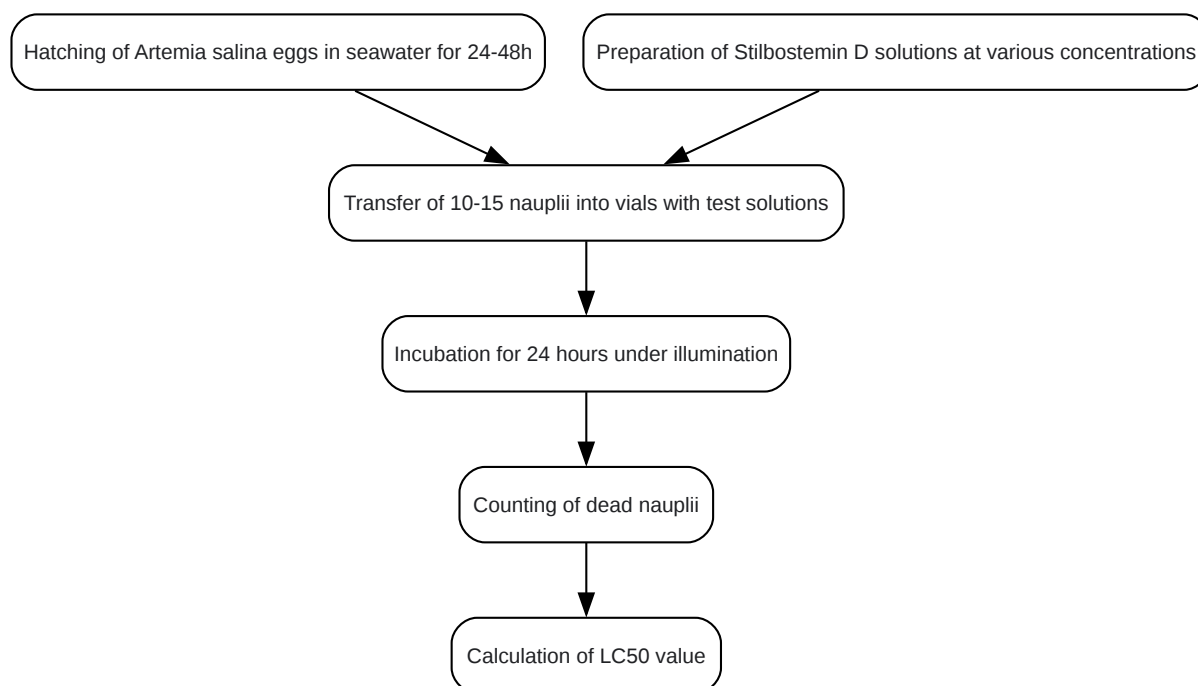 Hatching of Artemia salina eggs in seawater for 24-48h
Preparation of Stilbostemin D solutions at various concentrations
Transfer of 10-15 nauplii into vials with test solutions
Incubation for 24 hours under illumination
Counting of dead nauplii
Calculation of LC50 value